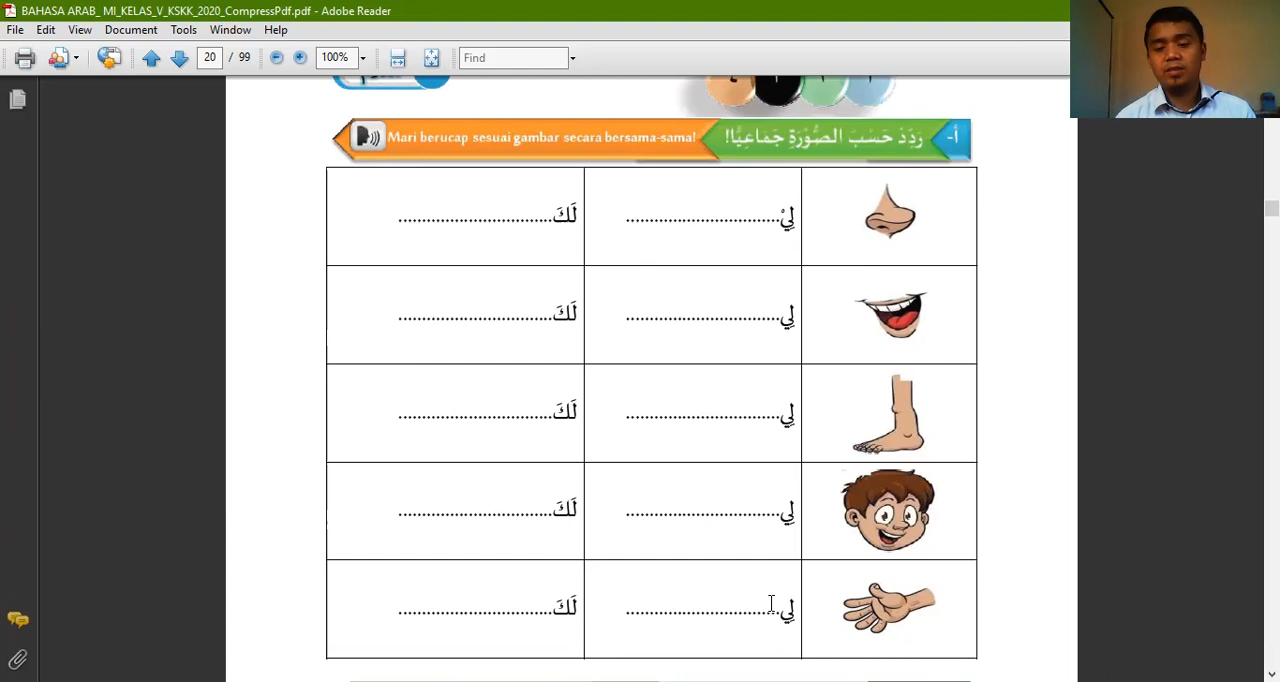 BAHASA ARAB_ MI_KELAS_V_KSKK_2020_CompressPdf.pdf - Adobe Reader
File Edit View Document Tools Window Help
20 / 99 100% Find
أ- رَدِّدْ حَسْبَ الصُّوْرَةِ جَمَاعِيًّا! Mari berucap sesuai gambar secara bersama-sama!
لِيْ................................ لَكَ................................
لِي................................ لَكَ................................
لِي................................ لَكَ................................
لِي................................ لَكَ................................
لِي................................ لَكَ................................